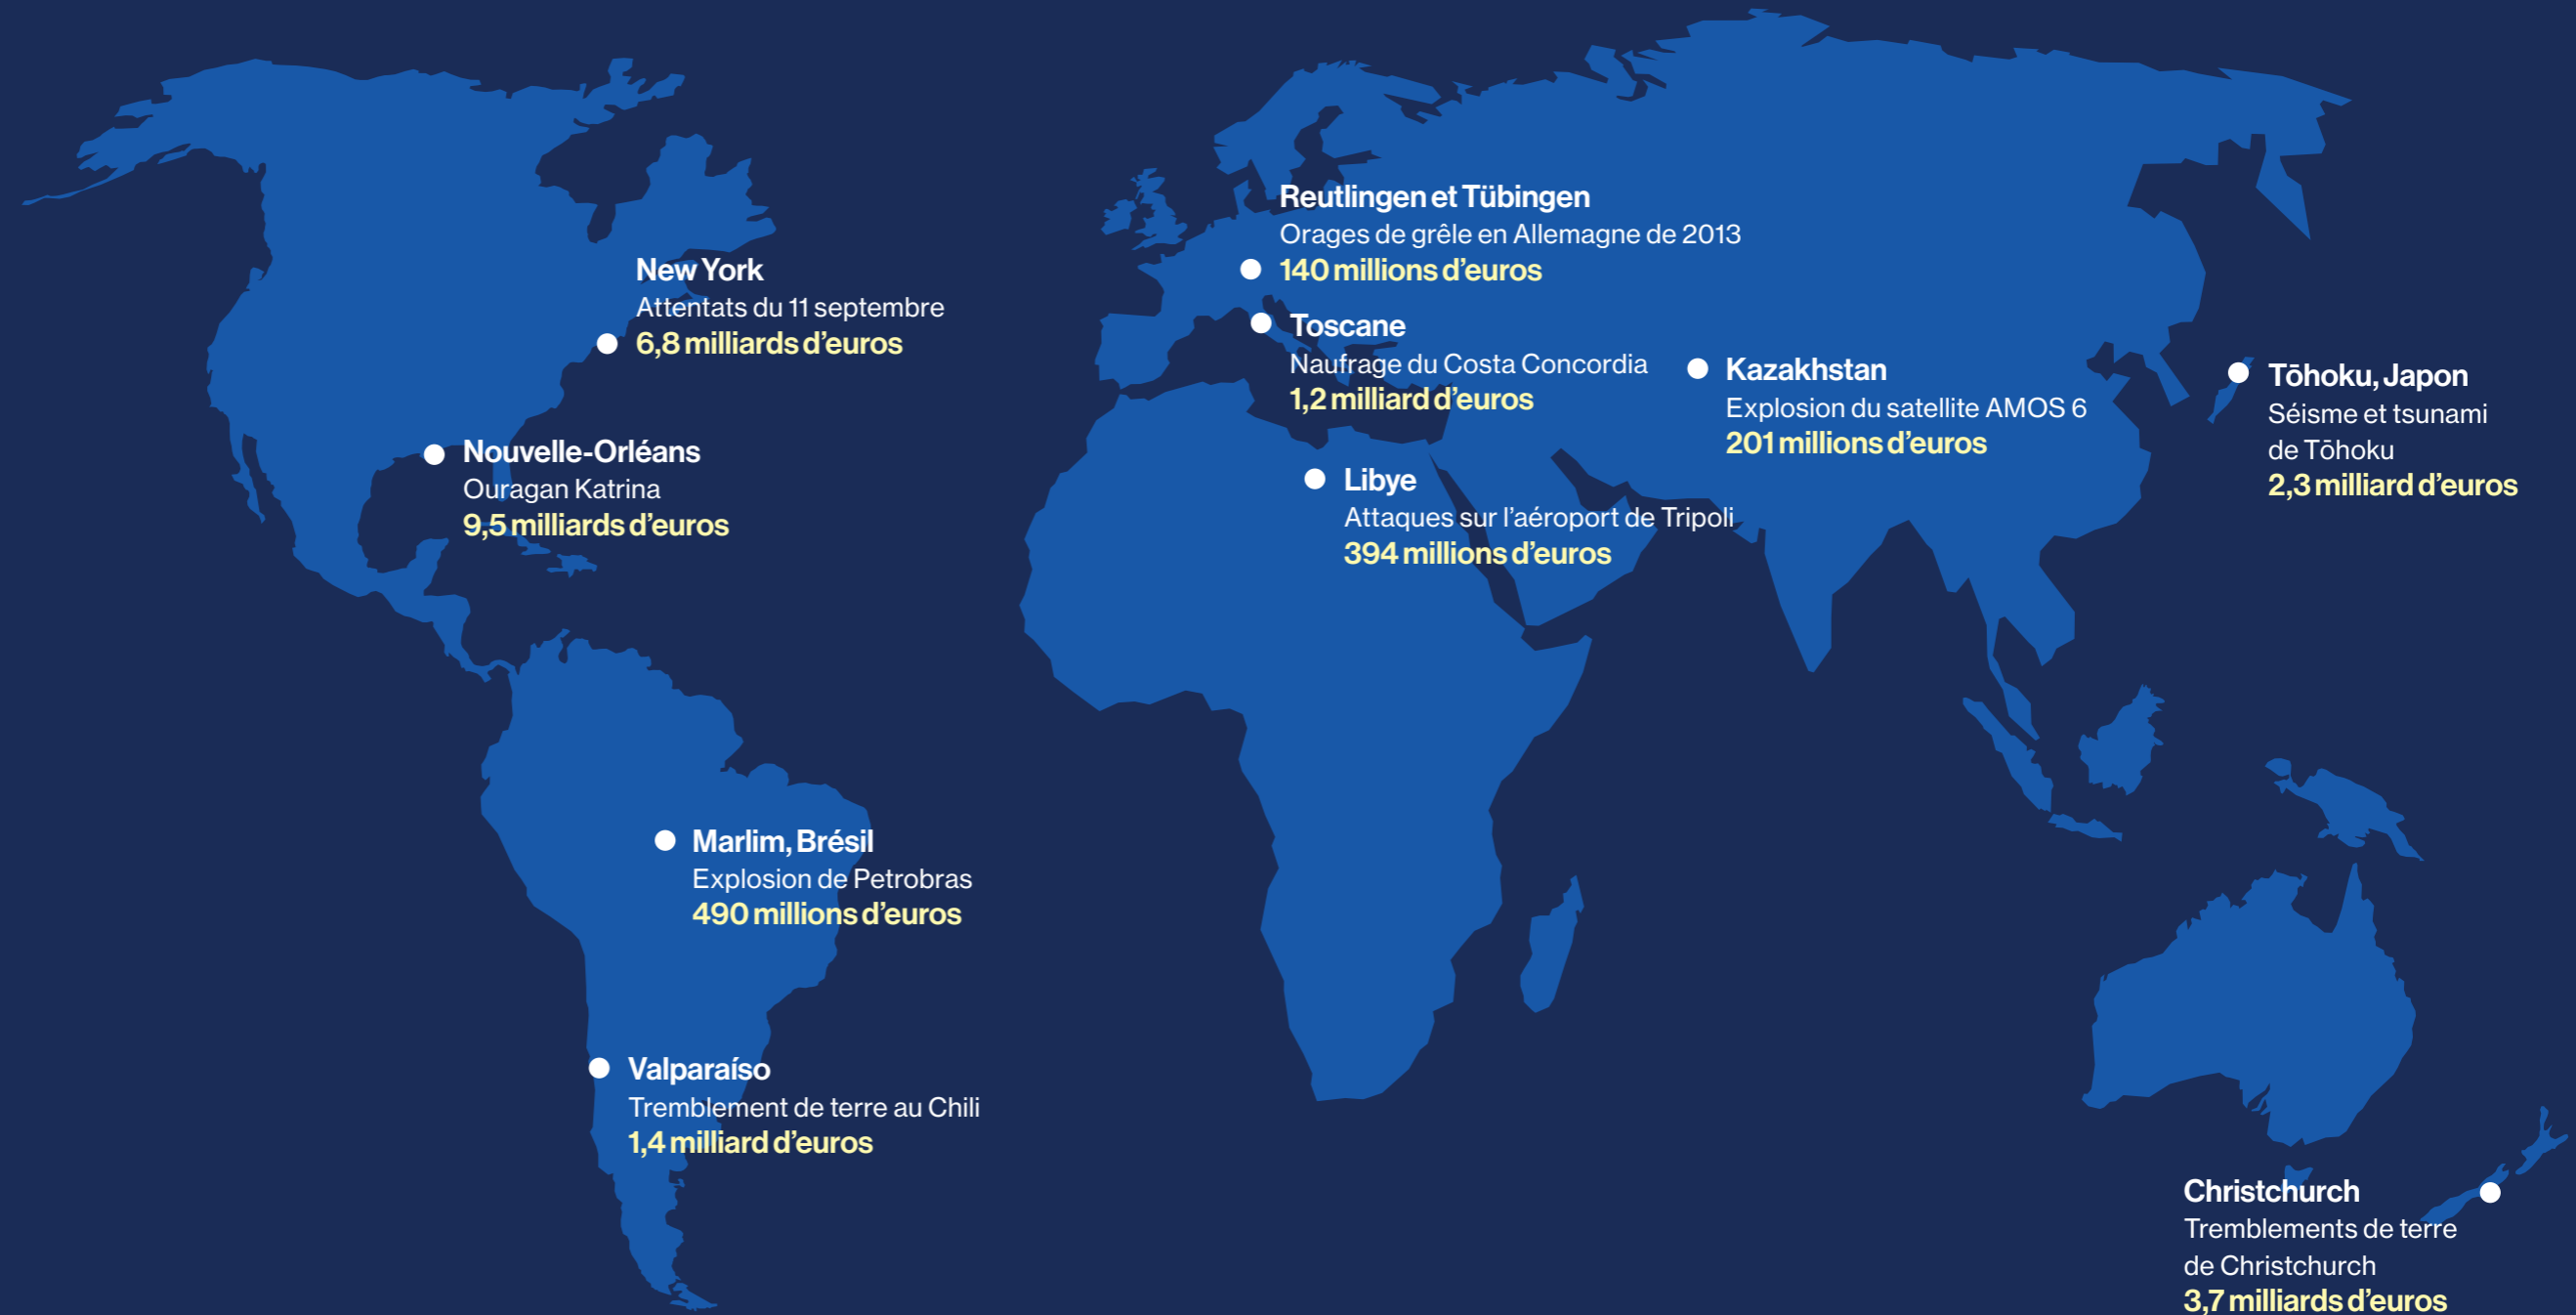 Reutlingen et Tübingen
Orages de grêle en Allemagne de 2013
140 millions d’euros
New York
Attentats du 11 septembre
6,8 milliards d’euros
Toscane
Naufrage du Costa Concordia
1,2 milliard d’euros
Kazakhstan
Explosion du satellite AMOS 6
201 millions d’euros
Tōhoku, Japon
Séisme et tsunami
de Tōhoku
2,3 milliard d’euros
Nouvelle-Orléans
Ouragan Katrina
9,5 milliards d’euros
Libye
Attaques sur l’aéroport de Tripoli
394 millions d’euros
Marlim, Brésil
Explosion de Petrobras
490 millions d’euros
Valparaíso
Tremblement de terre au Chili
1,4 milliard d’euros
Christchurch
Tremblements de terre
de Christchurch
3,7 milliards d’euros